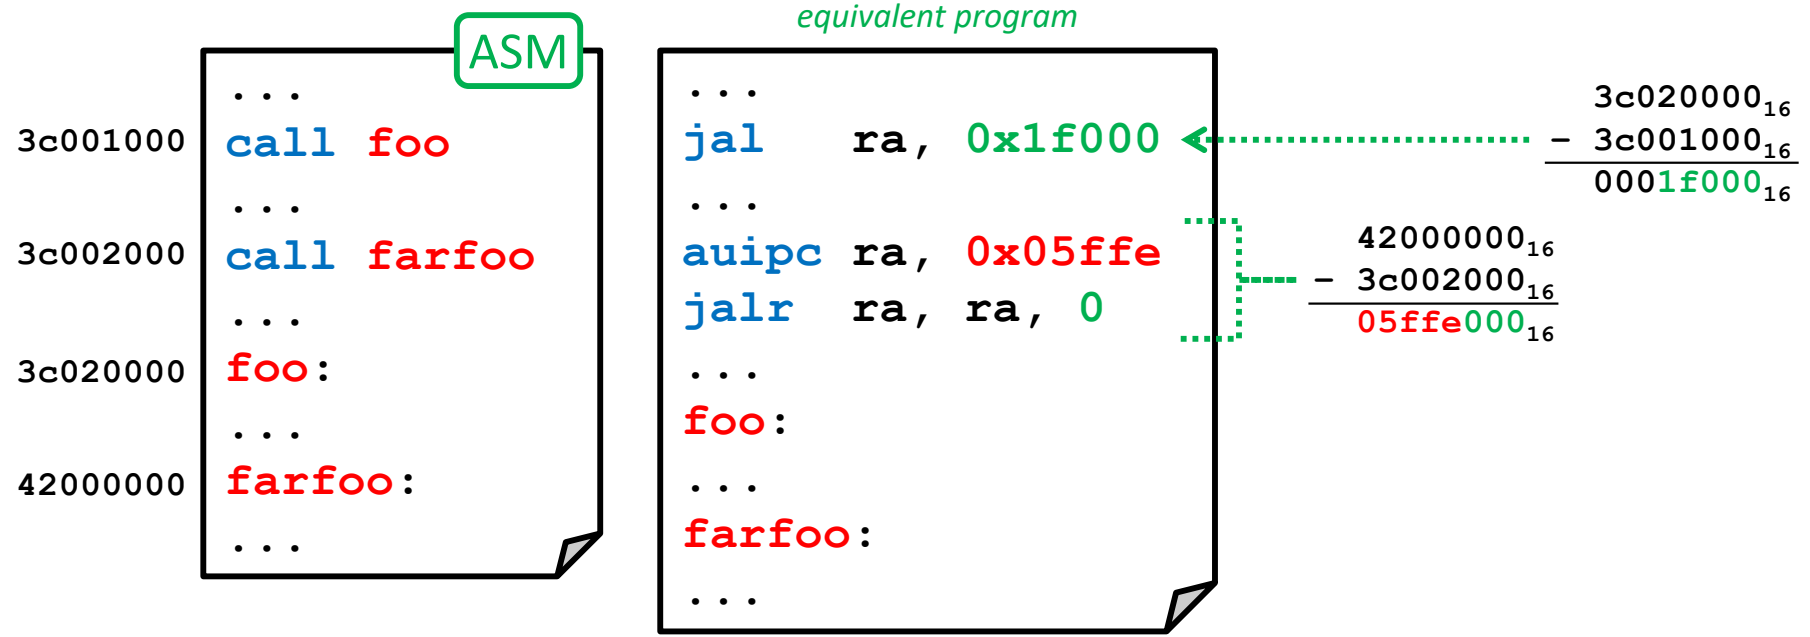 equivalent program
ASM
...
3c001000 call foo
...
3c002000 call farfoo
...
3c020000 foo:
...
42000000 farfoo:
...
...
jal ra, 0x1f000
...
auipc ra, 0x05ffe
jalr ra, ra, 0
...
foo:
...
farfoo:
...
3c020000₁₆
- 3c001000₁₆
0001f000₁₆
42000000₁₆
- 3c002000₁₆
05ffe000₁₆